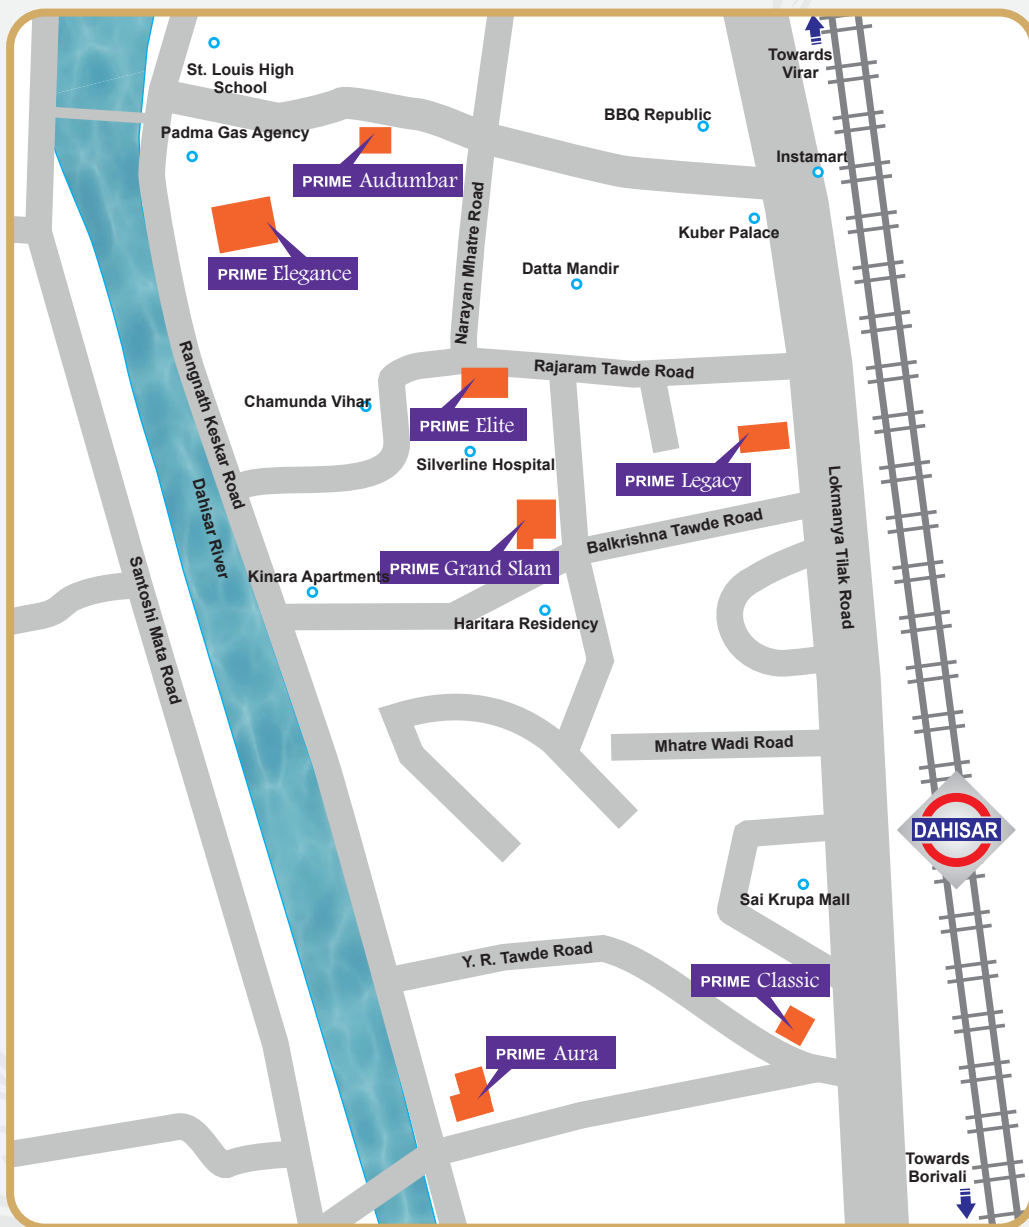 Towards
Virar
St. Louis High
School
BBQ Republic
Padma Gas Agency
Instamart
PRIME Audumbar
Narayan Mhatre Road
Kuber Palace
PRIME Elegance
Datta Mandir
Rangnath Keskar Road
Rajaram Tawde Road
Chamunda Vihar
PRIME Elite
Silverline Hospital
PRIME Legacy
Lokmanya Tilak Road
Dahisar River
Balkrishna Tawde Road
PRIME Grand Slam
Kinara Apartments
Santoshi Mata Road
Haritara Residency
Mhatre Wadi Road
DAHISAR
Sai Krupa Mall
Y. R. Tawde Road
PRIME Classic
PRIME Aura
Towards
Borivali